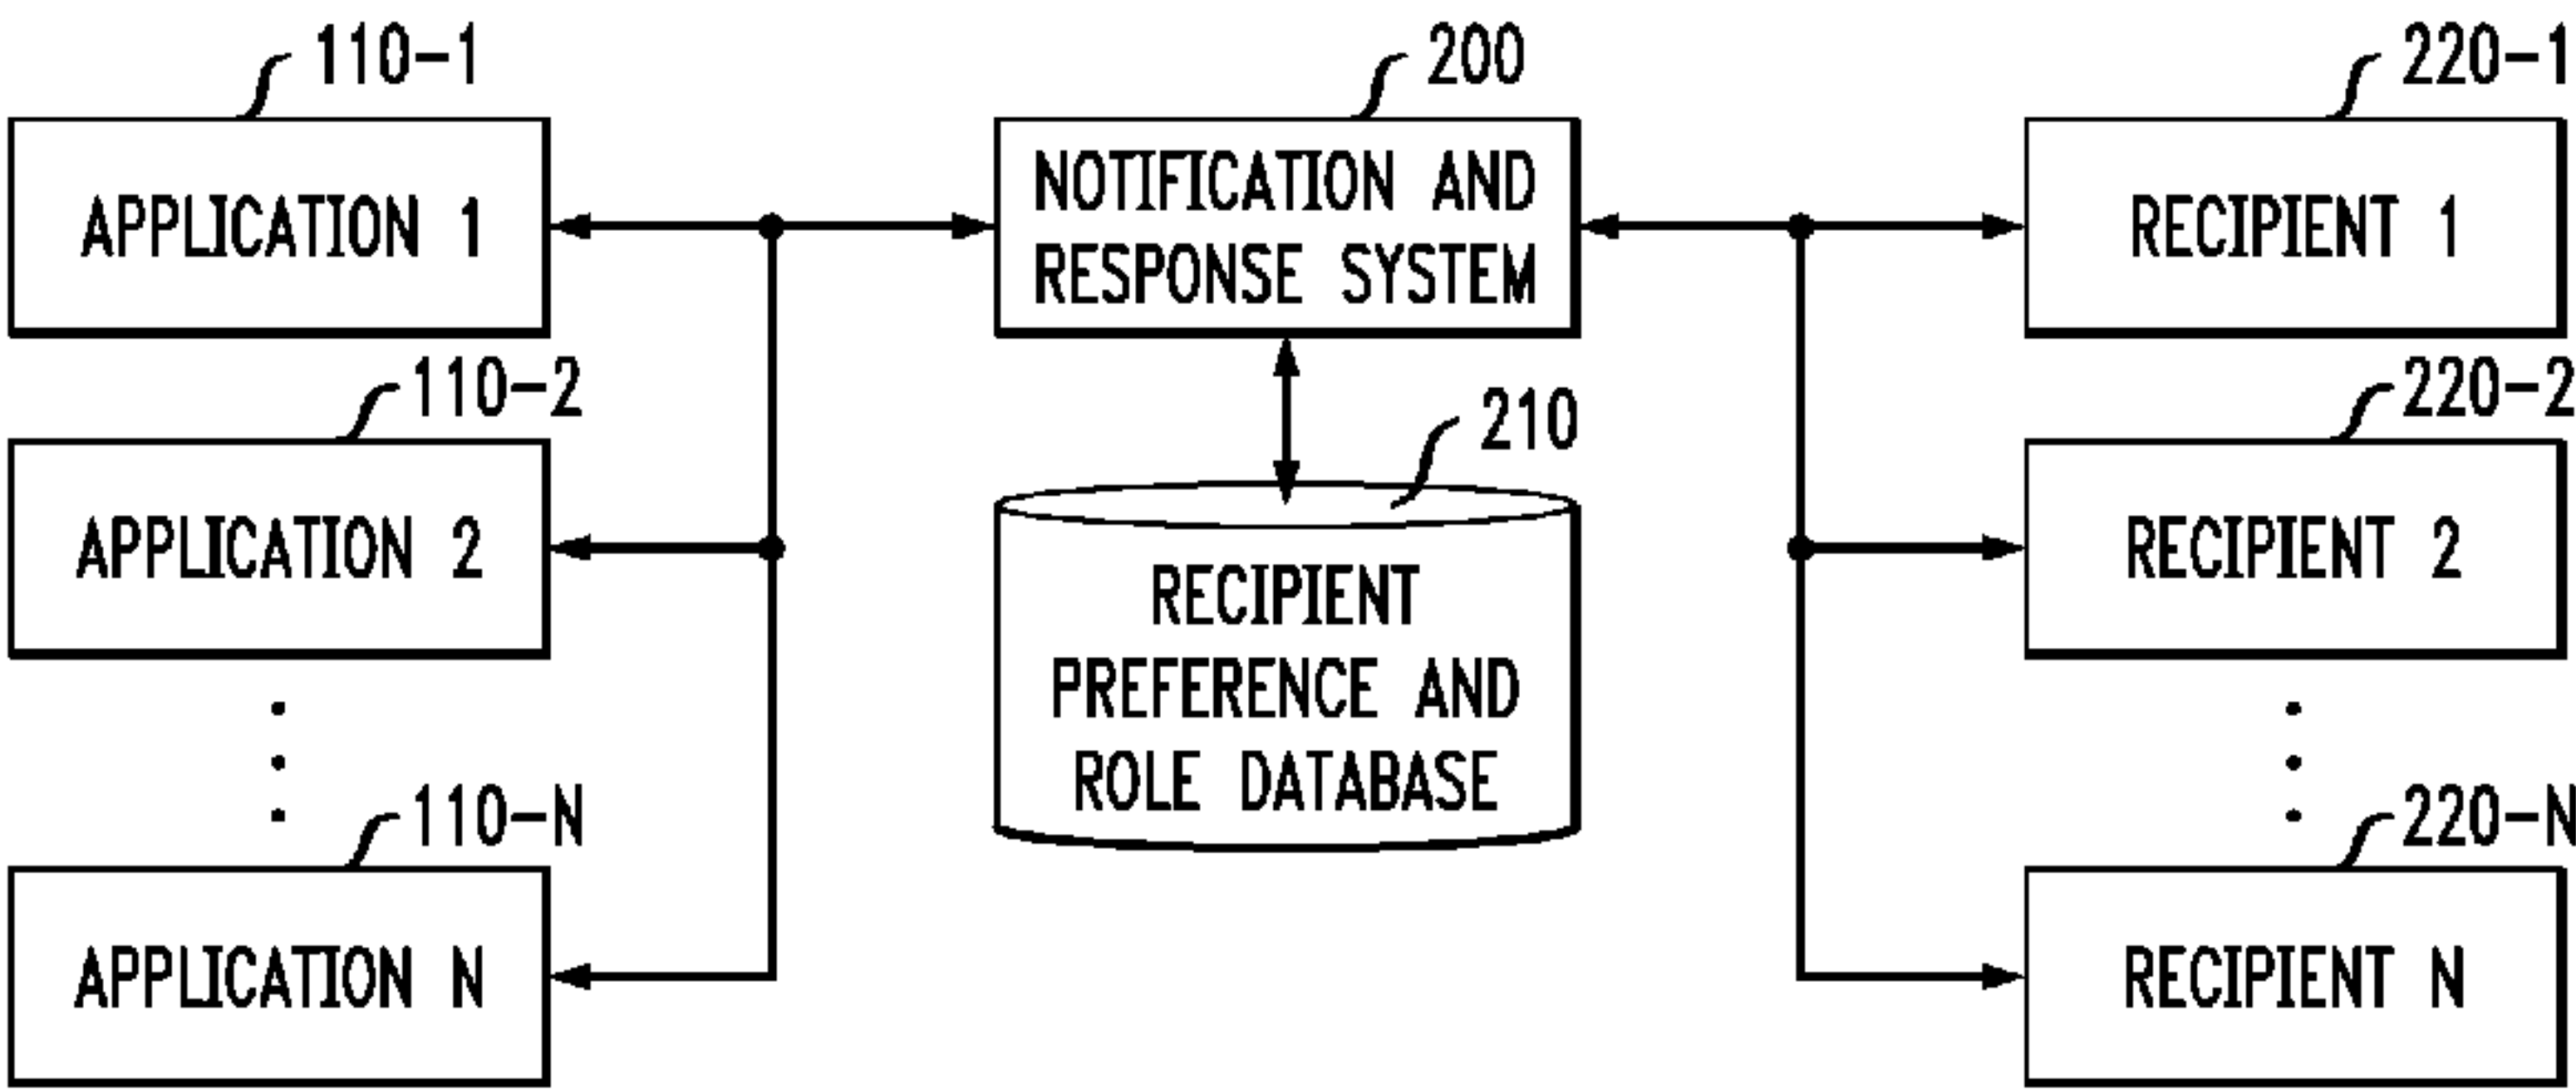 110-1
200
220-1
APPLICATION 1
NOTIFICATION AND
RESPONSE SYSTEM
RECIPIENT 1
110-2
220-2
210
APPLICATION 2
RECIPIENT 2
RECIPIENT
PREFERENCE AND
ROLE DATABASE
110-N
220-N
APPLICATION N
RECIPIENT N